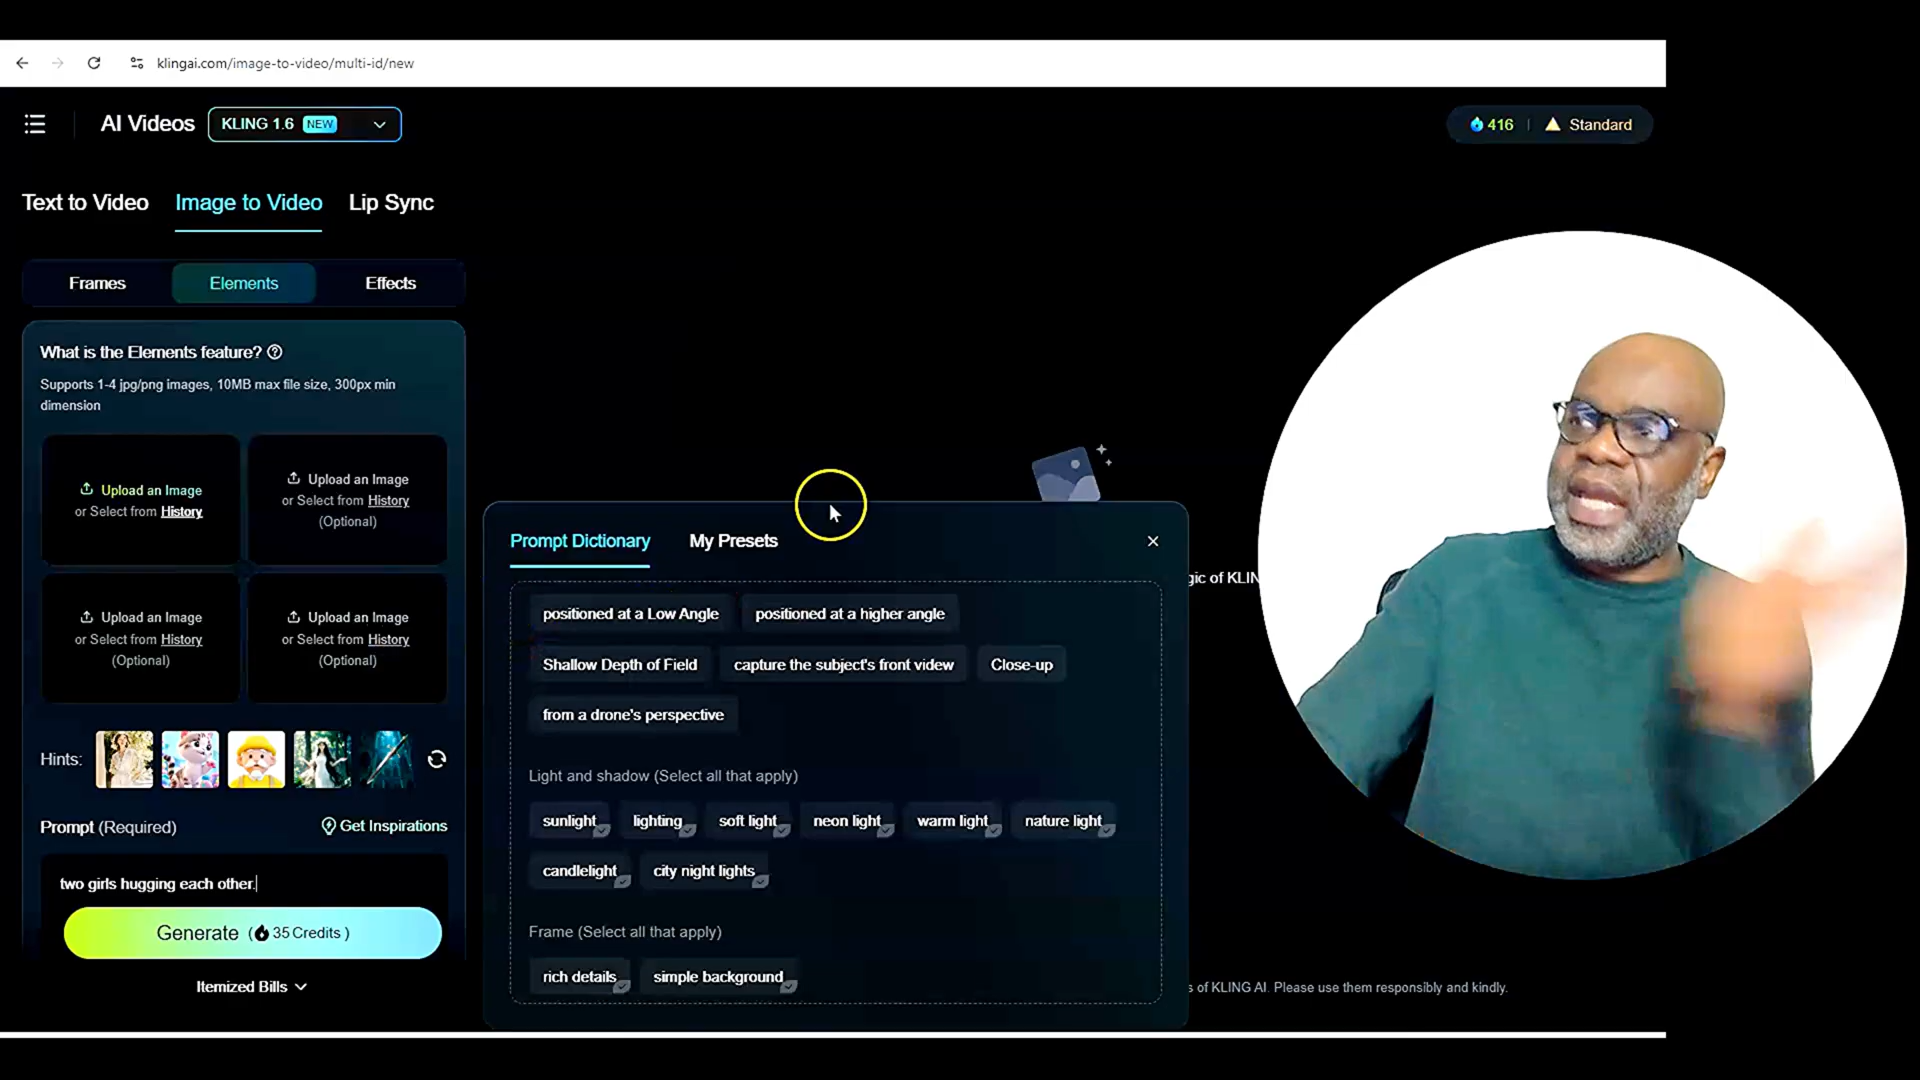 klingai.com/image-to-video/multi-id/new
AI Videos
KLING 1.6 NEW
416
Standard
Text to Video
Image to Video
Lip Sync
Frames
Elements
Effects
What is the Elements feature?
Supports 1-4 jpg/png images, 10MB max file size, 300px min
dimension
Upload an Image
or Select from History
Upload an Image
or Select from History
(Optional)
Upload an Image
or Select from History
(Optional)
Upload an Image
or Select from History
(Optional)
Hints:
Prompt (Required)
Get Inspirations
two girls hugging each other.
Generate ( 35 Credits )
Itemized Bills
Prompt Dictionary
My Presets
positioned at a Low Angle
positioned at a higher angle
Shallow Depth of Field
capture the subject's front videw
Close-up
from a drone's perspective
Light and shadow (Select all that apply)
sunlight
lighting
soft light
neon light
warm light
nature light
candlelight
city night lights
Frame (Select all that apply)
rich details
simple background
gic of KLIN
s of KLING AI. Please use them responsibly and kindly.